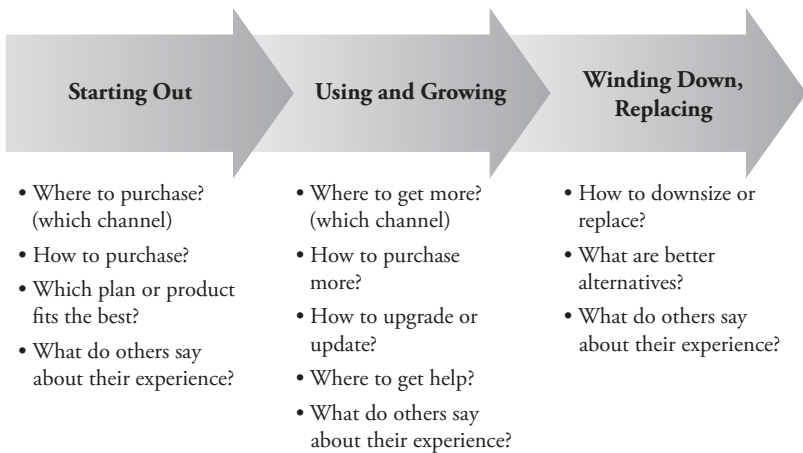 Starting Out
• Where to purchase?
(which channel)
• How to purchase?
• Which plan or product
fits the best?
• What do others say
about their experience?
Using and Growing
• Where to get more?
(which channel)
• How to purchase
more?
• How to upgrade or
update?
• Where to get help?
• What do others say
about their experience?
Winding Down,
Replacing
• How to downsize or
replace?
• What are better
alternatives?
• What do others say
about their experience?